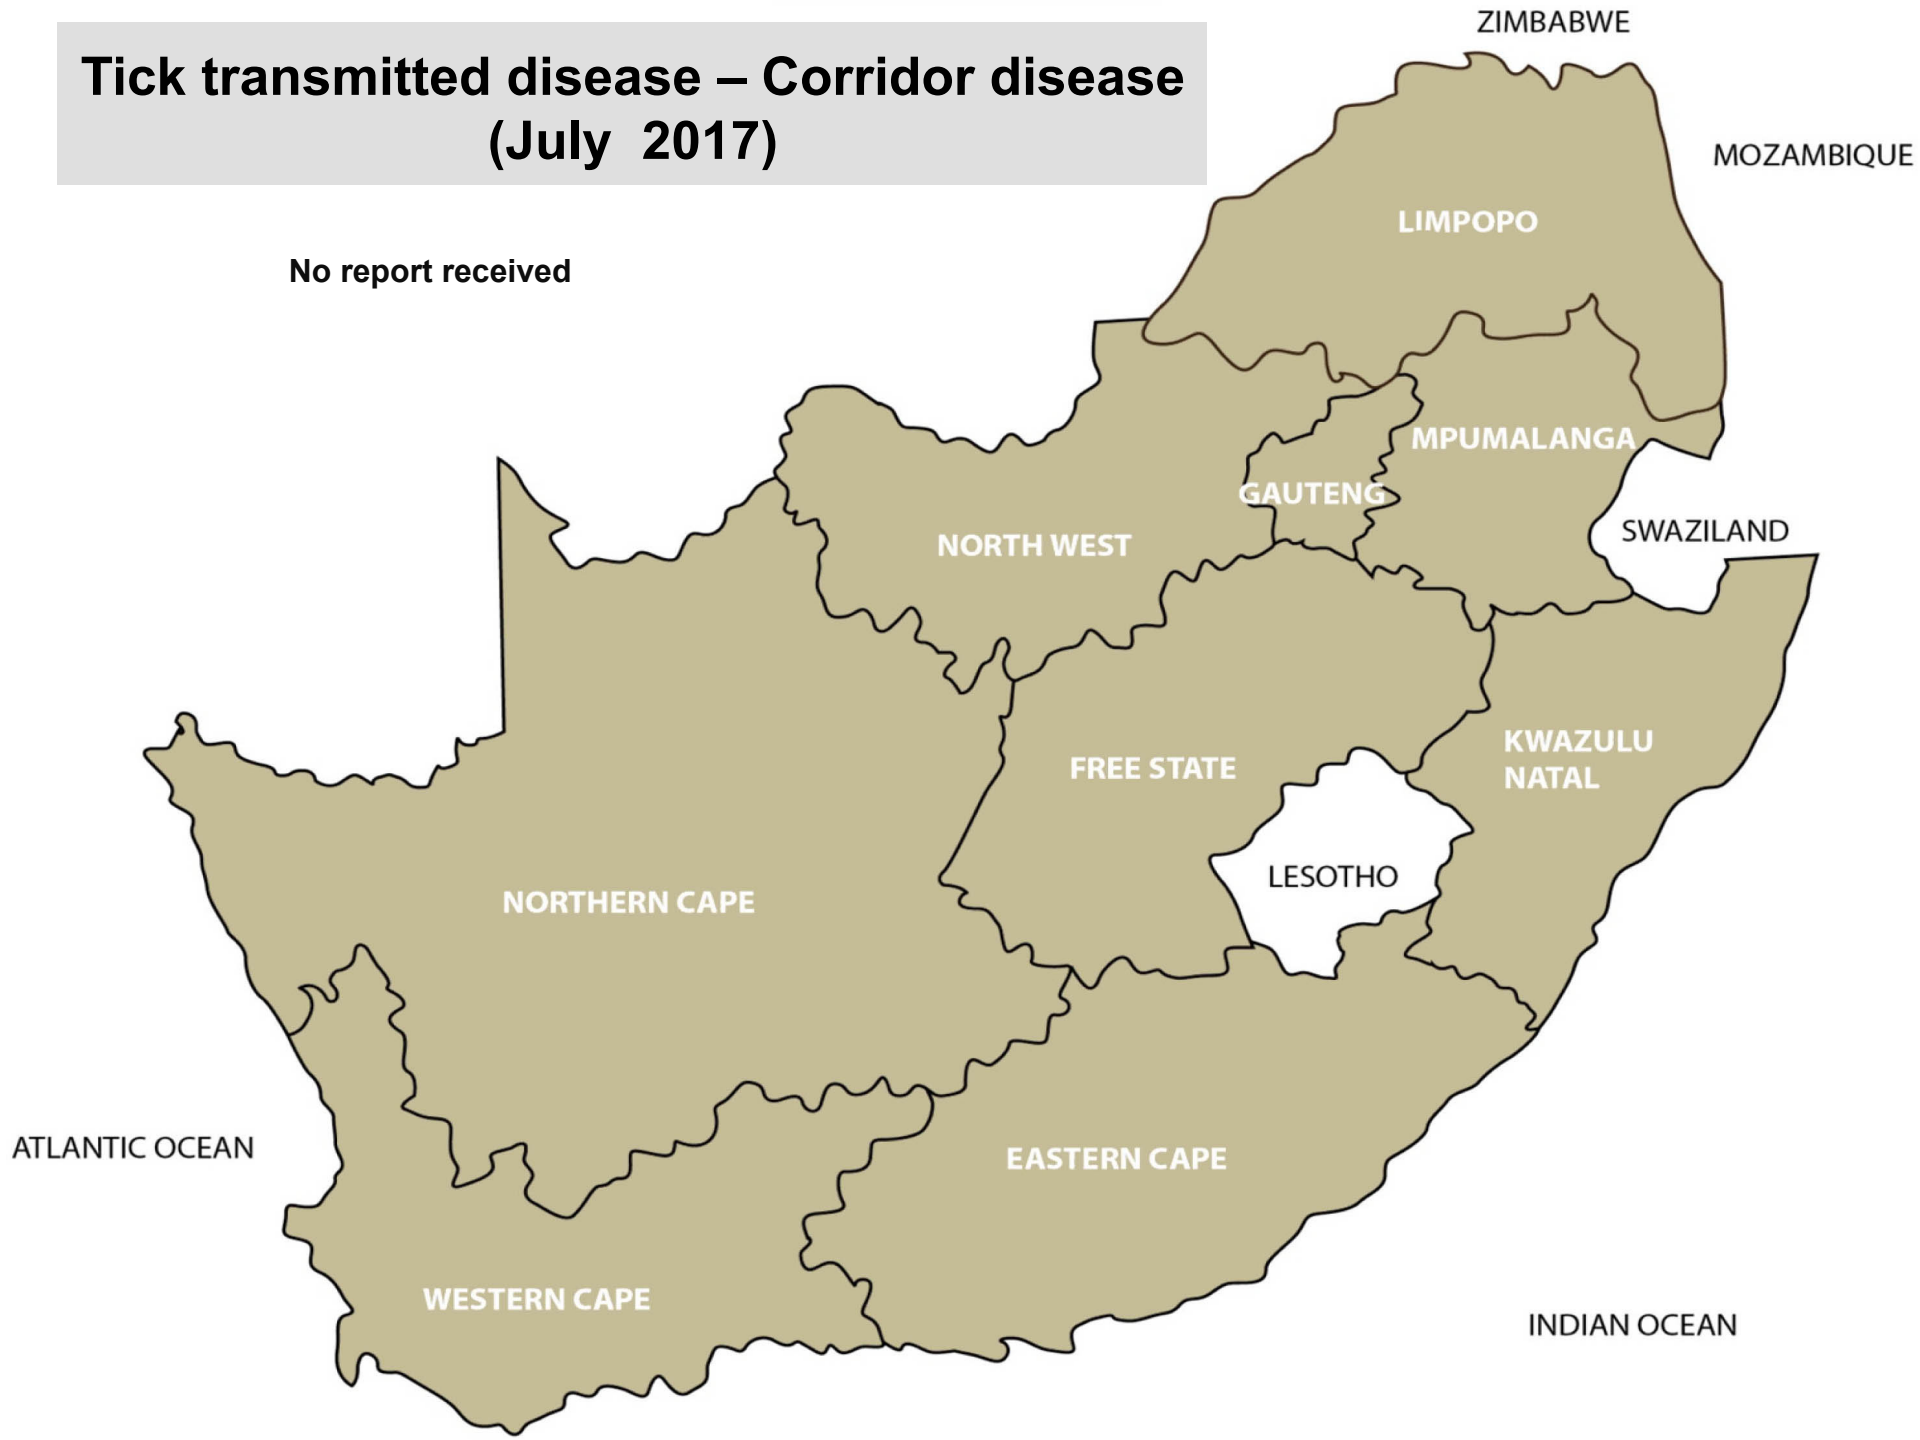 Tick transmitted disease – Corridor disease
(July  2017)
No report received
ZIMBABWE
MOZAMBIQUE
LIMPOPO
MPUMALANGA
GAUTENG
SWAZILAND
NORTH WEST
KWAZULU
NATAL
FREE STATE
LESOTHO
NORTHERN CAPE
ATLANTIC OCEAN
EASTERN CAPE
WESTERN CAPE
INDIAN OCEAN